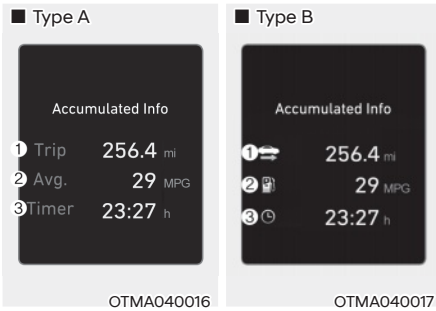 ■ Type A
Accumulated Info
1 Trip 256.4 mi
2 Avg. 29 MPG
3 Timer 23:27 h
OTMA040016
■ Type B
Accumulated Info
1 256.4 mi
2 29 MPG
3 23:27 h
OTMA040017